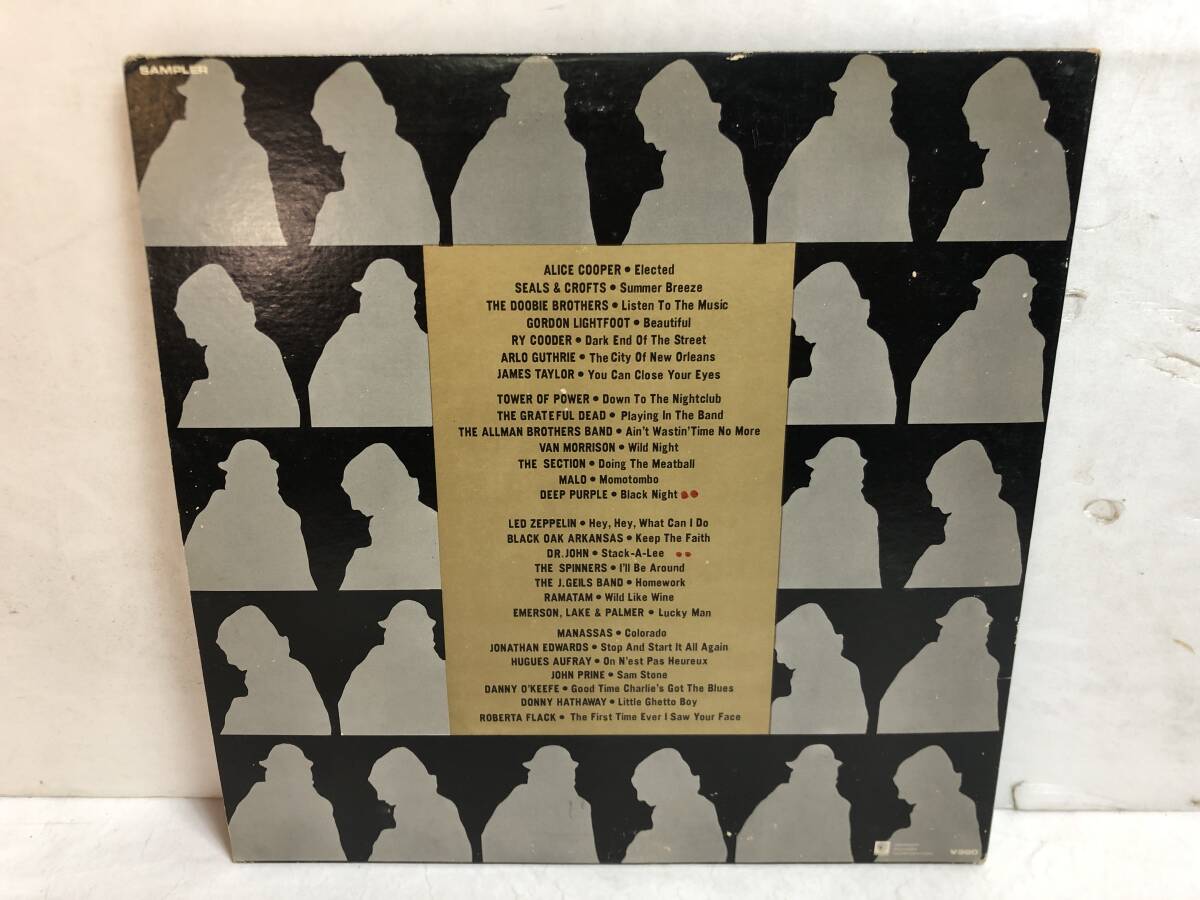 SAMPLER
ALICE COOPER • Elected
SEALS & CROFTS • Summer Breeze
THE DOOBIE BROTHERS • Listen To The Music
GORDON LIGHTFOOT • Beautiful
RY COODER • Dark End Of The Street
ARLO GUTHRIE • The City Of New Orleans
JAMES TAYLOR • You Can Close Your Eyes
TOWER OF POWER • Down To The Nightclub
THE GRATEFUL DEAD • Playing In The Band
THE ALLMAN BROTHERS BAND • Ain't Wastin' Time No More
VAN MORRISON • Wild Night
THE SECTION • Doing The Meatball
MALO • Momotombo
DEEP PURPLE • Black Night
LED ZEPPELIN • Hey, Hey, What Can I Do
BLACK OAK ARKANSAS • Keep The Faith
DR. JOHN • Stack-A-Lee
THE SPINNERS • I'll Be Around
THE J. GEILS BAND • Homework
RAMATAM • Wild Like Wine
EMERSON, LAKE & PALMER • Lucky Man
MANASSAS • Colorado
JONATHAN EDWARDS • Stop And Start It All Again
HUGUES AUFRAY • On N'est Pas Heureux
JOHN PRINE • Sam Stone
DANNY O'KEEFE • Good Time Charlie's Got The Blues
DONNY HATHAWAY • Little Ghetto Boy
ROBERTA FLACK • The First Time Ever I Saw Your Face